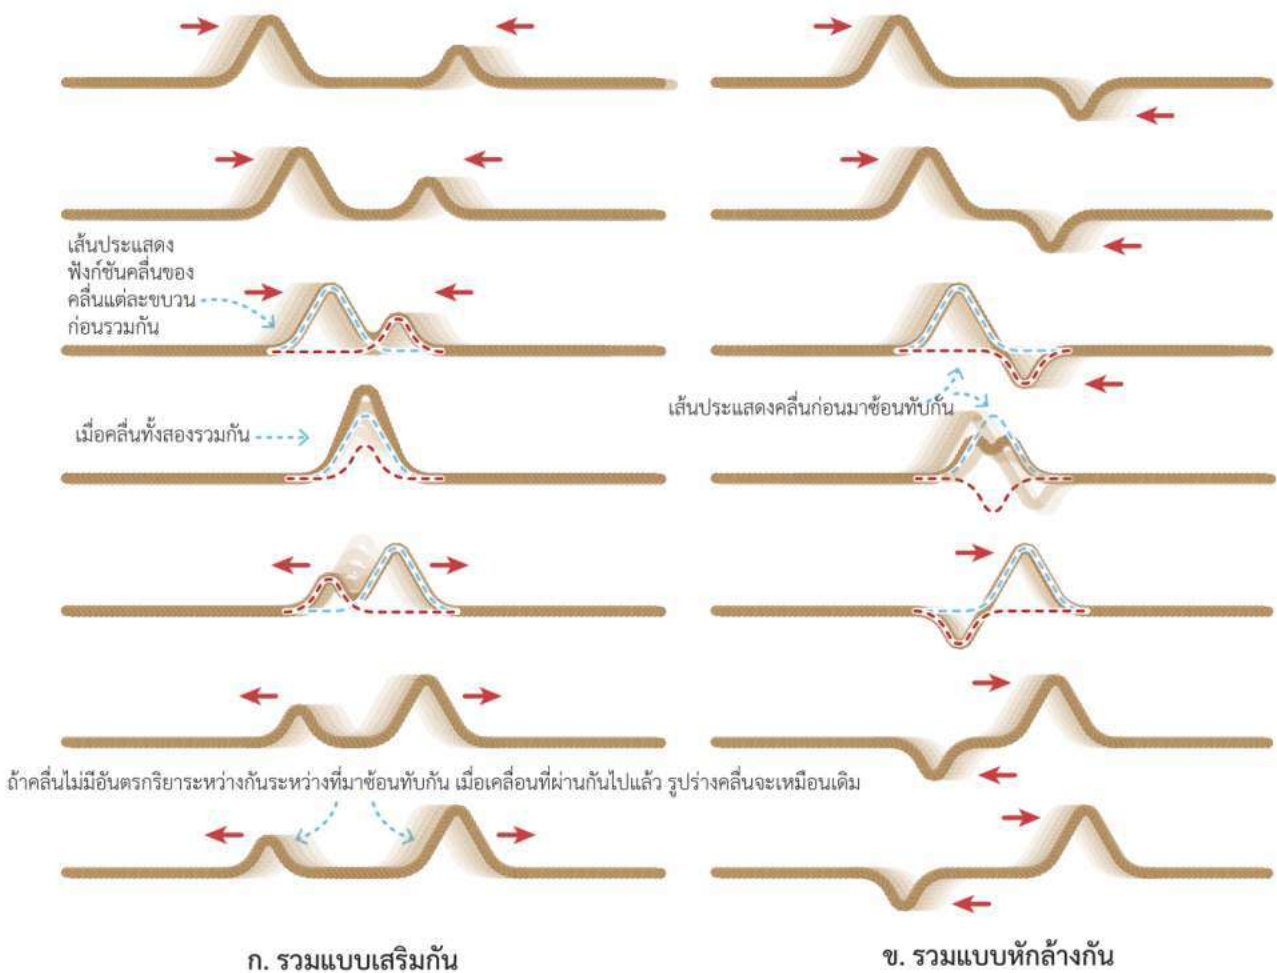 เส้นประแสดง
ฟังก์ชันคลื่นของ
คลื่นแต่ละขบวน
ก่อนรวมกัน
เส้นประแสดงคลื่นก่อนมาซ้อนทับกัน
เมื่อคลื่นทั้งสองรวมกัน
ถ้าคลื่นไม่มีอันตรกริยาระหว่างกันระหว่างที่มาซ้อนทับกัน เมื่อเคลื่อนที่ผ่านกันไปแล้ว รูปร่างคลื่นจะเหมือนเดิม
ก. รวมแบบเสริมกัน
ข. รวมแบบหักล้างกัน